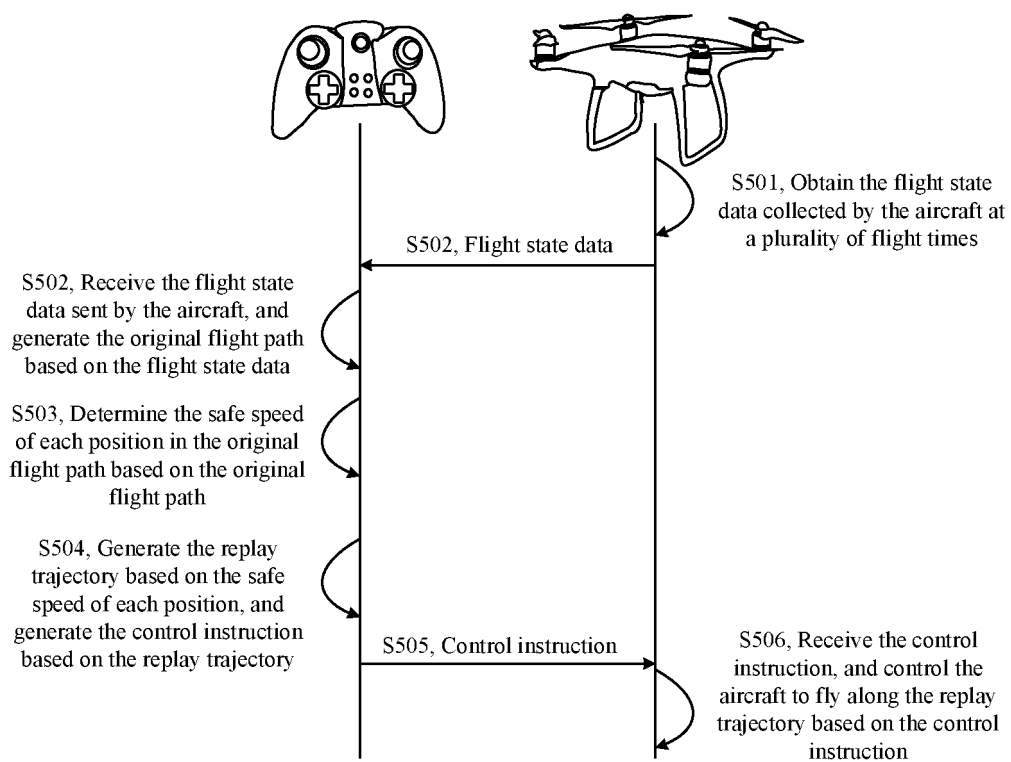 S501, Obtain the flight state
data collected by the aircraft at
a plurality of flight times
S502, Flight state data
S502, Receive the flight state
data sent by the aircraft, and
generate the original flight path
based on the flight state data
S503, Determine the safe speed
of each position in the original
flight path based on the original
flight path
S504, Generate the replay
trajectory based on the safe
speed of each position, and
generate the control instruction
based on the replay trajectory
S505, Control instruction
S506, Receive the control
instruction, and control the
aircraft to fly along the replay
trajectory based on the control
instruction